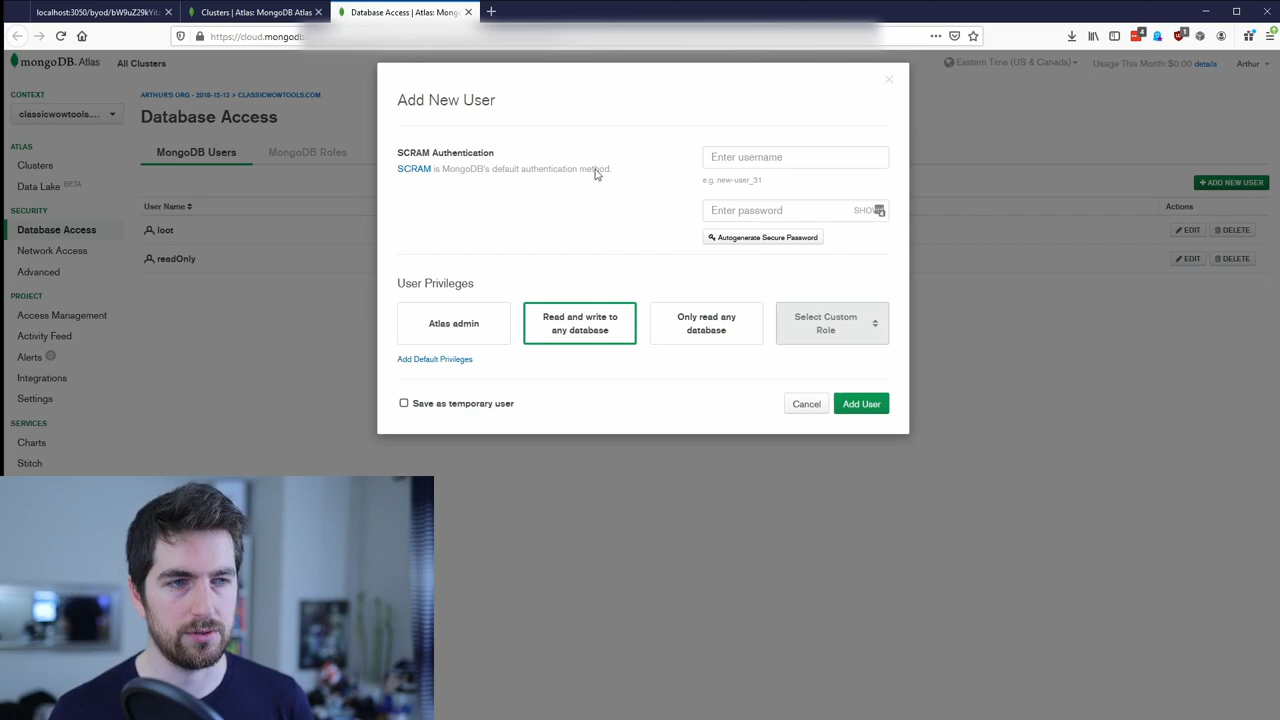 localhost:3050/byod/bW9uZ29kYit
Clusters | Atlas: MongoDB Atlas
Database Access | Atlas: Mong
https://cloud.mongodb
mongoDB. Atlas
All Clusters
Eastern Time (US & Canada)
Usage This Month:$0.00 details
Arthur
CONTEXT
classicwowtools....
ATLAS
Clusters
Data Lake BETA
SECURITY
Database Access
Network Access
Advanced
PROJECT
Access Management
Activity Feed
Alerts 0
Integrations
Settings
SERVICES
Charts
Stitch
ARTHUR'S ORG - 2018-12-13 > CLASSICWOWTOOLS.COM
Database Access
MongoDB Users
MongoDB Roles
+ ADD NEW USER
User Name
Actions
loot
EDIT
DELETE
readOnly
EDIT
DELETE
Add New User
SCRAM Authentication
SCRAM is MongoDB's default authentication method.
Enter username
e.g. new-user_31
Enter password
SHOW
Autogenerate Secure Password
User Privileges
Atlas admin
Read and write to
any database
Only read any
database
Select Custom
Role
Add Default Privileges
Save as temporary user
Cancel
Add User